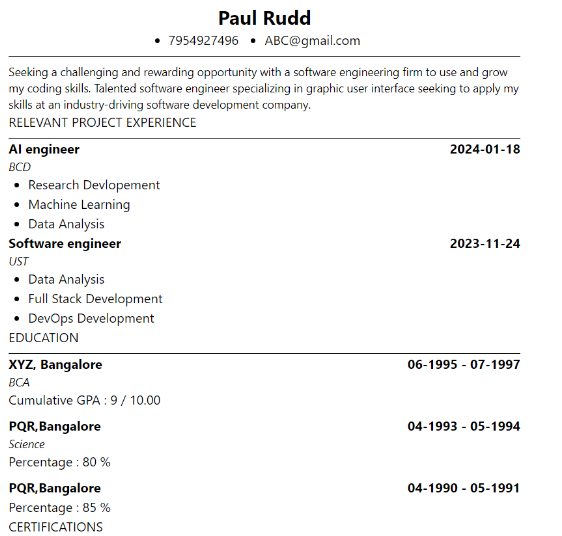 Paul Rudd
• 7954927496 • ABC@gmail.com
Seeking a challenging and rewarding opportunity with a software engineering firm to use and grow
my coding skills. Talented software engineer specializing in graphic user interface seeking to apply my
skills at an industry-driving software development company.
RELEVANT PROJECT EXPERIENCE
AI engineer 2024-01-18
BCD
• Research Devlopement
• Machine Learning
• Data Analysis
Software engineer 2023-11-24
UST
• Data Analysis
• Full Stack Development
• DevOps Development
EDUCATION
XYZ, Bangalore 06-1995 - 07-1997
BCA
Cumulative GPA : 9 / 10.00
PQR,Bangalore 04-1993 - 05-1994
Science
Percentage : 80 %
PQR,Bangalore 04-1990 - 05-1991
Percentage : 85 %
CERTIFICATIONS